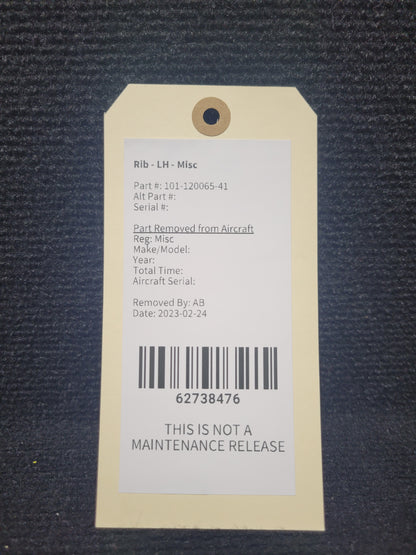 Rib - LH - Misc
Part #: 101-120065-41
Alt Part #:
Serial #:
Part Removed from Aircraft
Reg: Misc
Make/Model:
Year:
Total Time:
Aircraft Serial:
Removed By: AB
Date: 2023-02-24
62738476
THIS IS NOT A
MAINTENANCE RELEASE